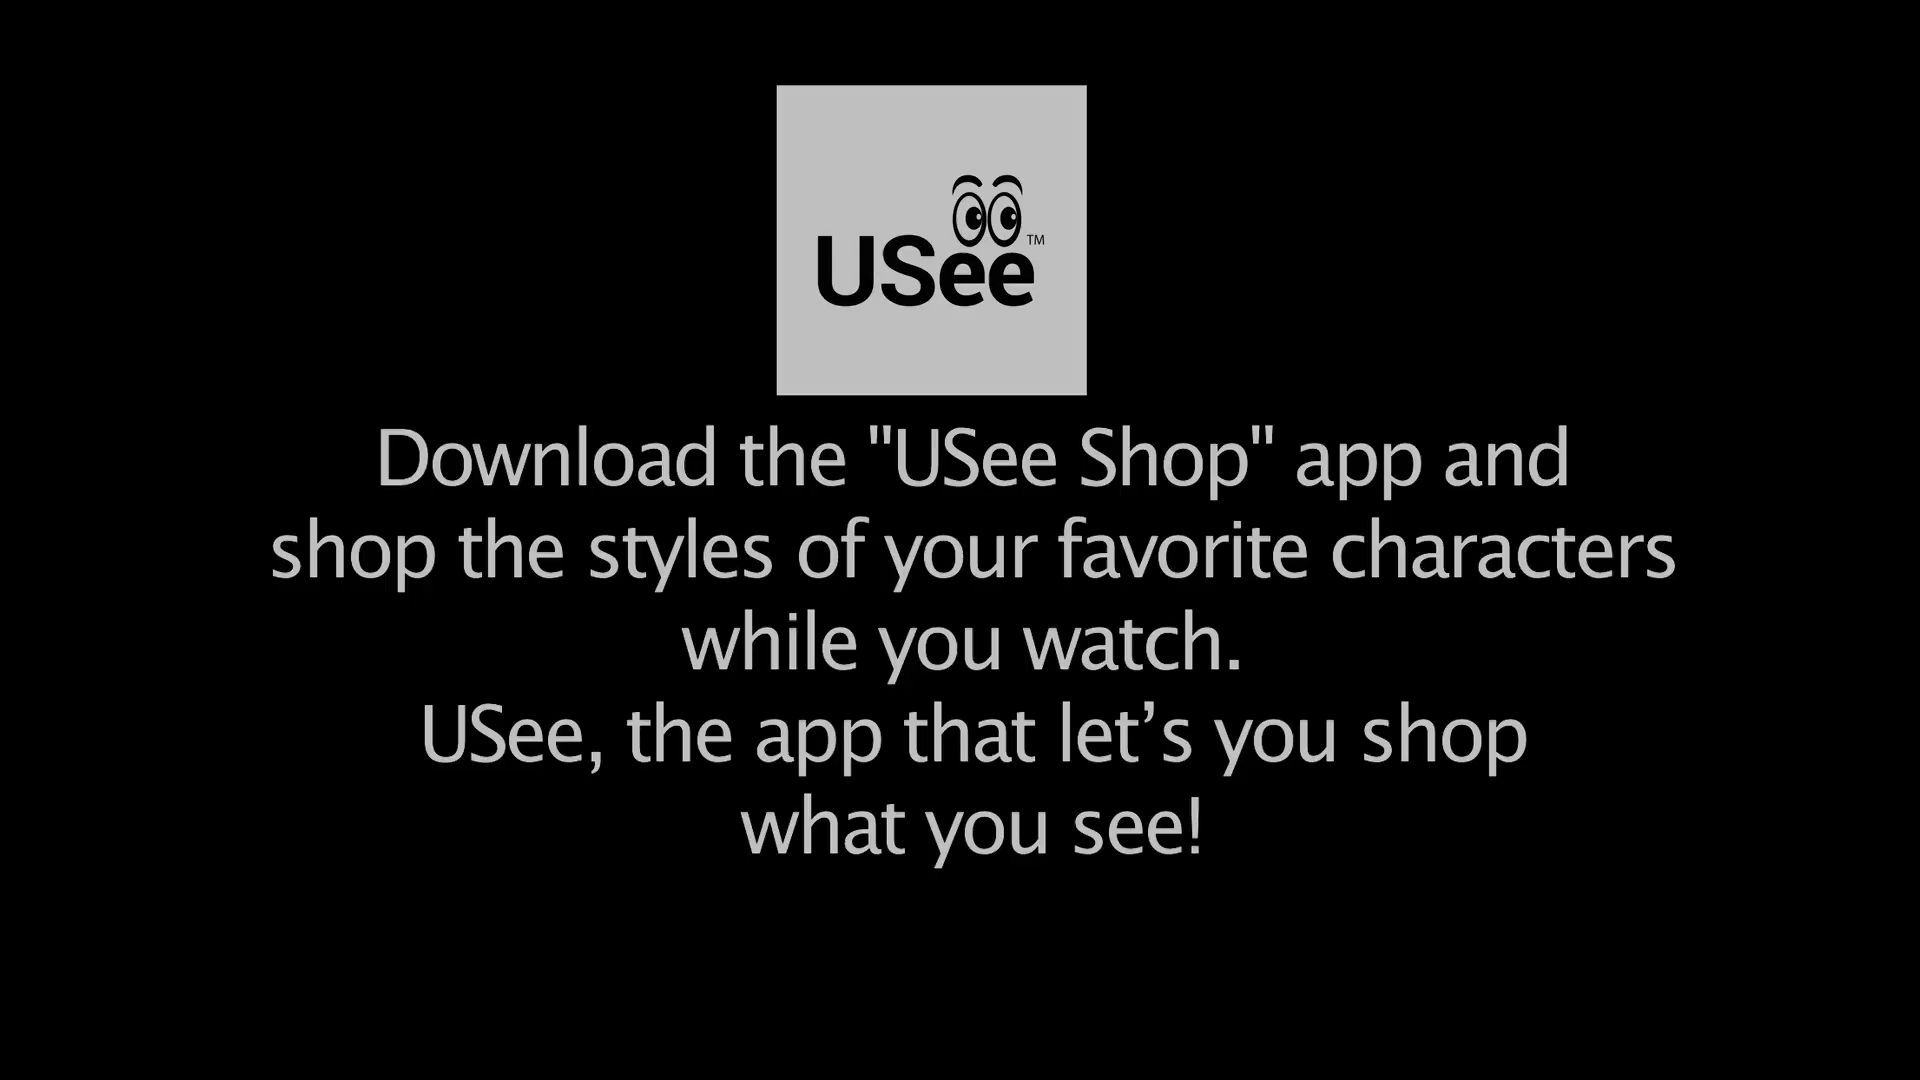 USee™
Download the "USee Shop" app and
shop the styles of your favorite characters
while you watch.
USee, the app that let’s you shop
what you see!